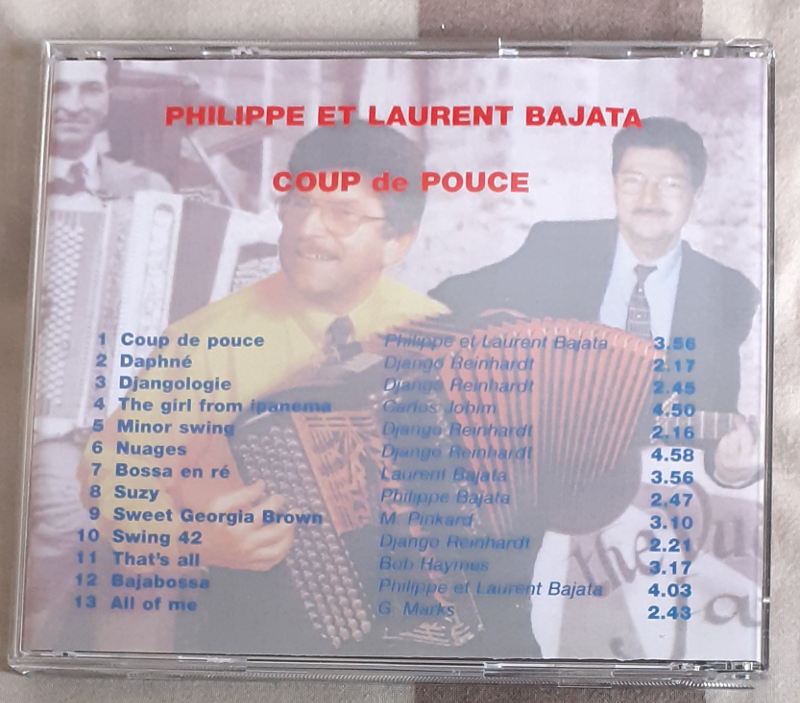 PHILIPPE ET LAURENT BAJATA
COUP de POUCE
1 Coup de pouce Philippe et Laurent Bajata 3.56
2 Daphné Django Reinhardt 2.17
3 Djangologie Django Reinhardt 2.45
4 The girl from ipanema Carlos Jobim 4.50
5 Minor swing Django Reinhardt 2.16
6 Nuages Django Reinhardt 4.58
7 Bossa en ré Laurent Bajata 3.56
8 Suzy Philippe Bajata 2,47
9 Sweet Georgia Brown M. Pinkard 3.10
10 Swing 42 Django Reinhardt 2.21
11 That's all Bob Haymus 3.17
12 Bajabossa Philippe et Laurent Bajata 4.03
13 All of me G. Marks 2.43
the